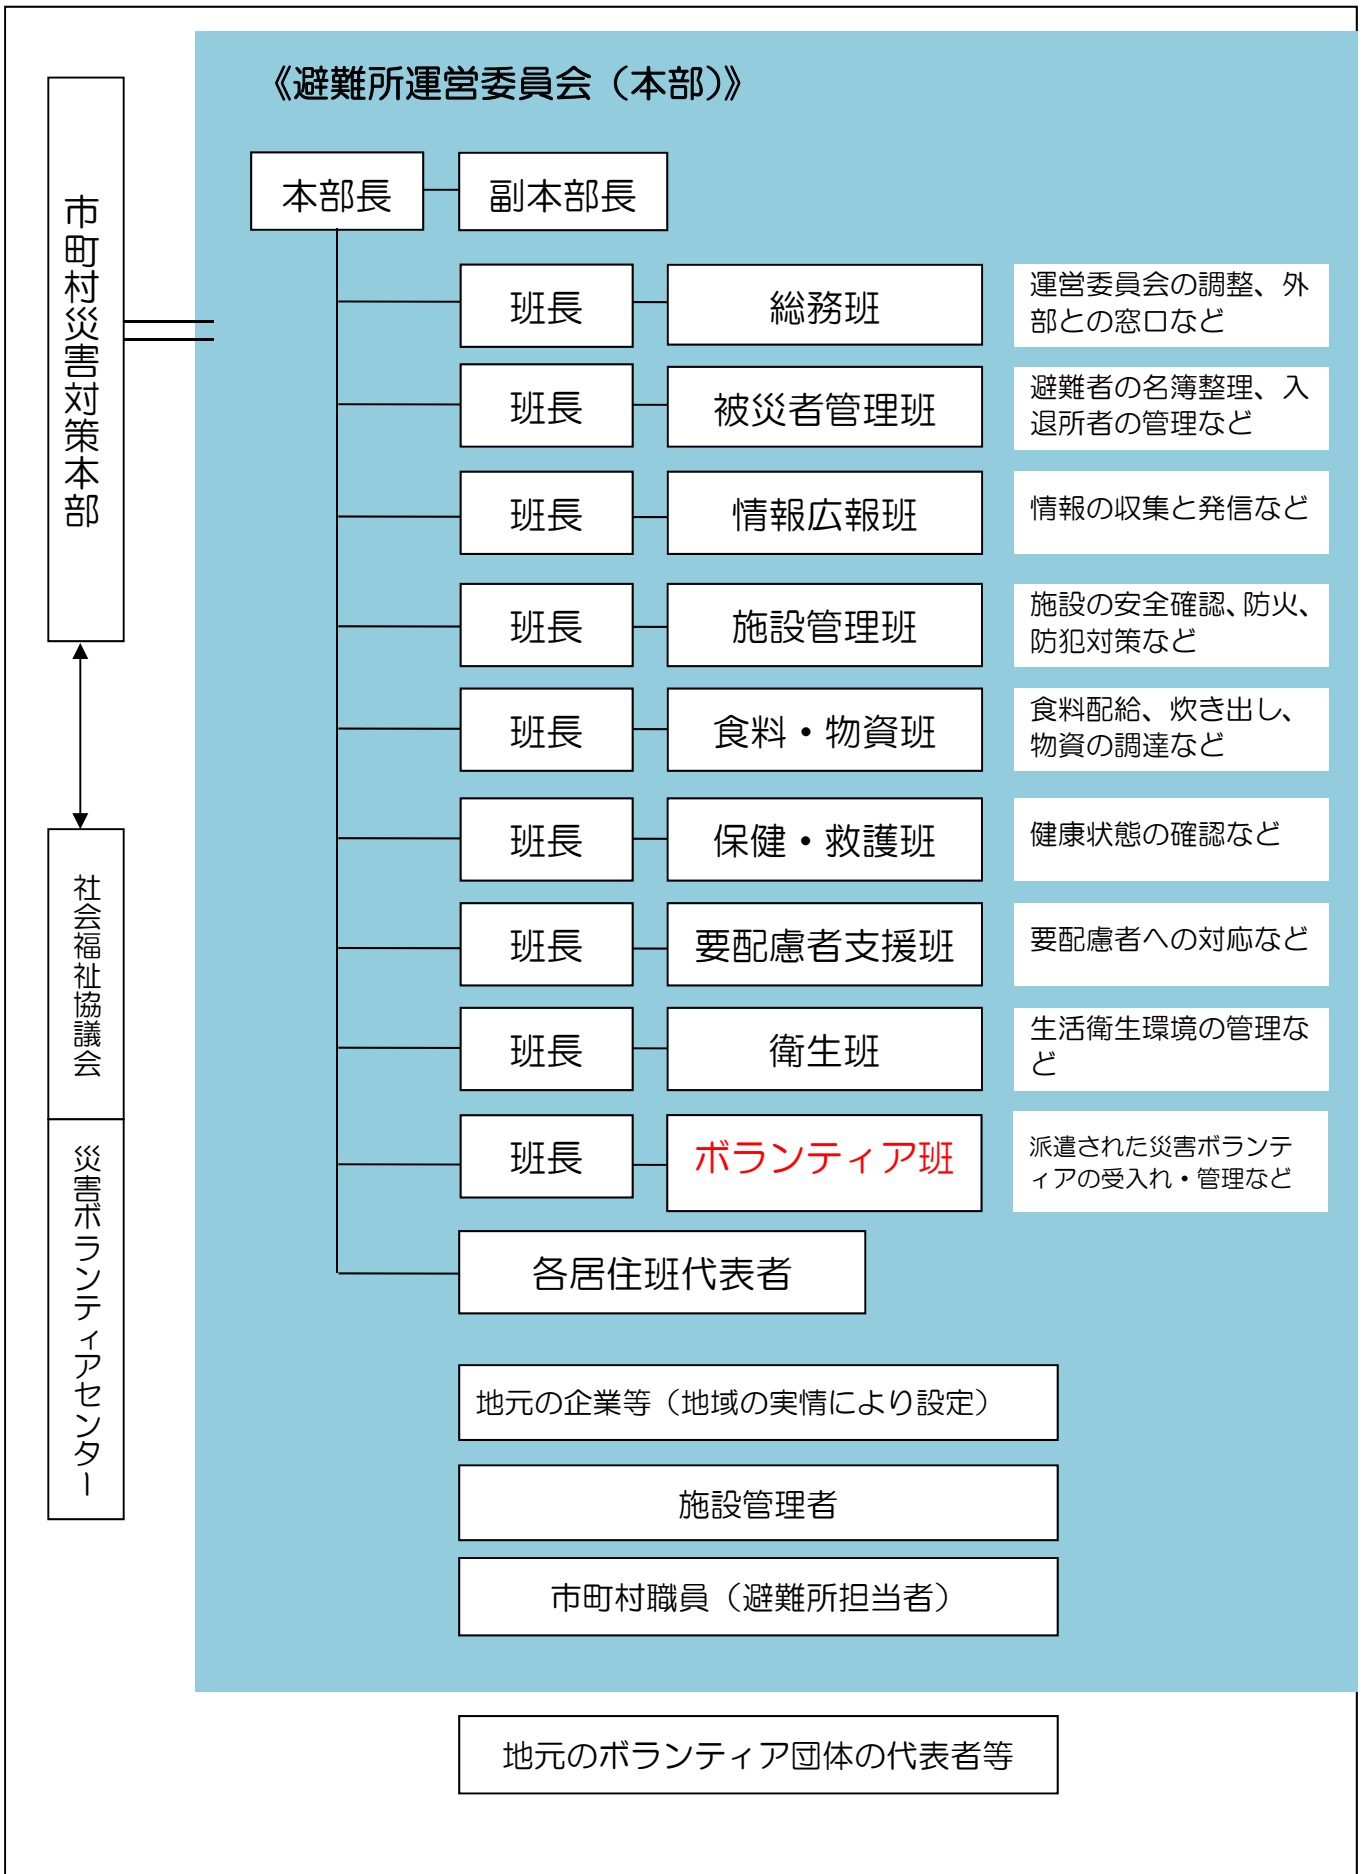 《避難所運営委員会（本部）》
市町村災害対策本部
社会福祉協議会
災害ボランティアセンター
本部長
副本部長
班長
総務班
運営委員会の調整、外
部との窓口など
班長
被災者管理班
避難者の名簿整理、入
退所者の管理など
班長
情報広報班
情報の収集と発信など
班長
施設管理班
施設の安全確認、防火、
防犯対策など
班長
食料・物資班
食料配給、炊き出し、
物資の調達など
班長
保健・救護班
健康状態の確認など
班長
要配慮者支援班
要配慮者への対応など
班長
衛生班
生活衛生環境の管理な
ど
班長
ボランティア班
派遣された災害ボランテ
ィアの受入れ・管理など
各居住班代表者
地元の企業等（地域の実情により設定）
施設管理者
市町村職員（避難所担当者）
地元のボランティア団体の代表者等